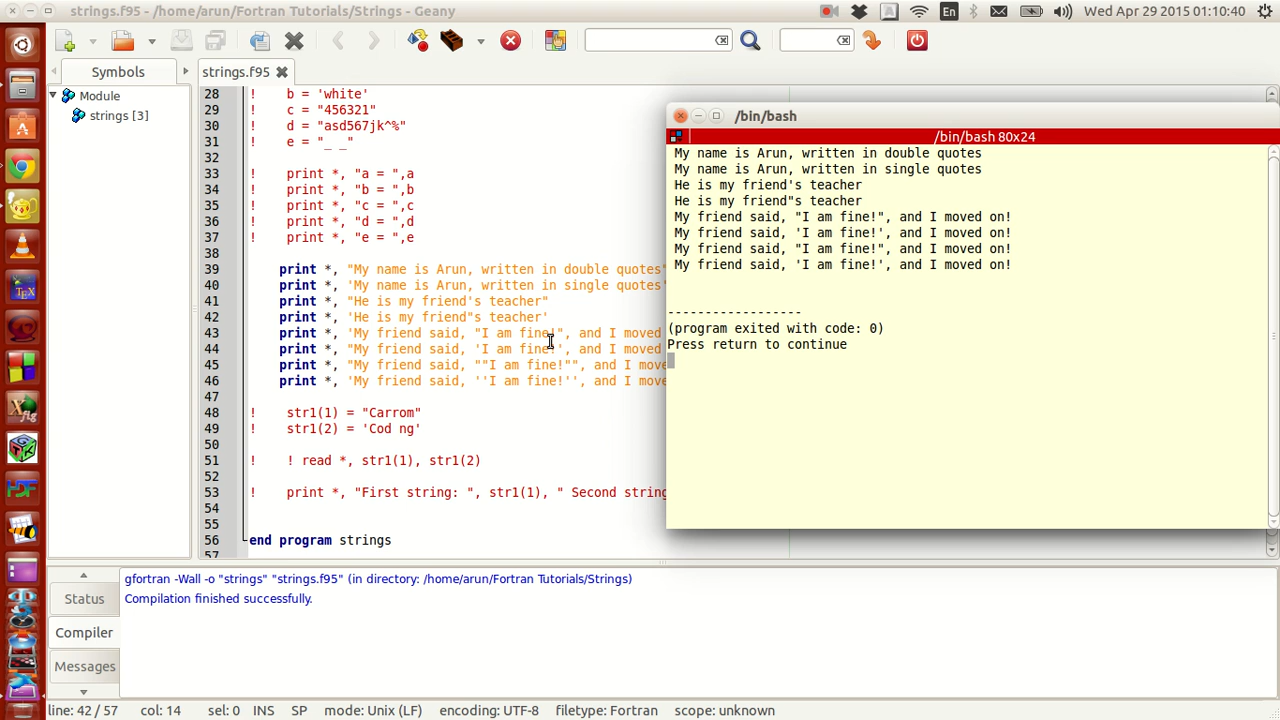 strings.f95 - /home/arun/Fortran Tutorials/Strings - Geany
En
Wed Apr 29 2015 01:10:40
Symbols
strings.f95
Module
strings [3]
28 ! b = 'white'
29 ! c = "456321"
30 ! d = "asd567jk^%"
31 ! e = "_ _"
32
33 ! print *, "a = ",a
34 ! print *, "b = ",b
35 ! print *, "c = ",c
36 ! print *, "d = ",d
37 ! print *, "e = ",e
38
39 print *, "My name is Arun, written in double quotes"
40 print *, 'My name is Arun, written in single quotes'
41 print *, "He is my friend's teacher"
42 print *, 'He is my friend"s teacher'
43 print *, 'My friend said, "I am fine!", and I moved
44 print *, "My friend said, 'I am fine!', and I moved
45 print *, "My friend said, ""I am fine!"", and I move
46 print *, 'My friend said, ''I am fine!'', and I move
47
48 ! str1(1) = "Carrom"
49 ! str1(2) = 'Cod ng'
50
51 ! ! read *, str1(1), str1(2)
52
53 ! print *, "First string: ", str1(1), " Second string
54
55
56 end program strings
57
/bin/bash
/bin/bash 80x24
My name is Arun, written in double quotes
My name is Arun, written in single quotes
He is my friend's teacher
He is my friend"s teacher
My friend said, "I am fine!", and I moved on!
My friend said, 'I am fine!', and I moved on!
My friend said, "I am fine!", and I moved on!
My friend said, 'I am fine!', and I moved on!
------------------
(program exited with code: 0)
Press return to continue
Status
Compiler
Messages
gfortran -Wall -o "strings" "strings.f95" (in directory: /home/arun/Fortran Tutorials/Strings)
Compilation finished successfully.
line: 42 / 57 col: 14 sel: 0 INS SP mode: Unix (LF) encoding: UTF-8 filetype: Fortran scope: unknown